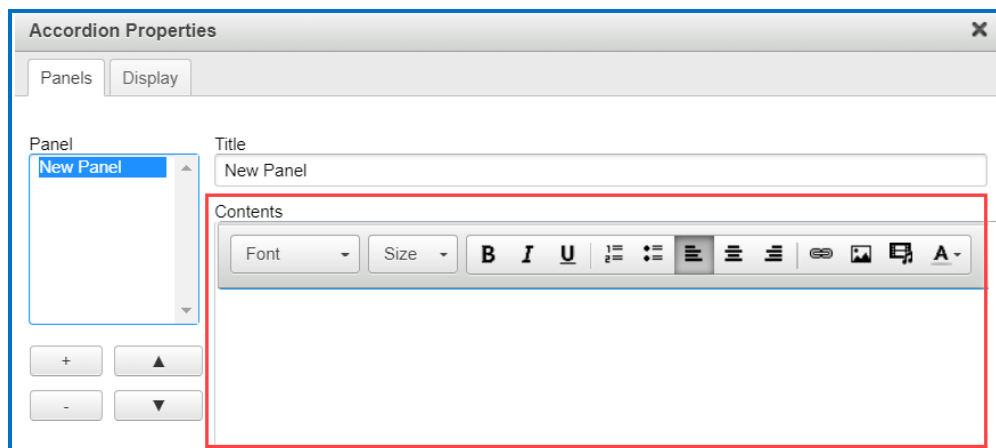 Accordion Properties
Panels Display
Panel
New Panel
Title
New Panel
Contents
Font Size B I U A
+
-